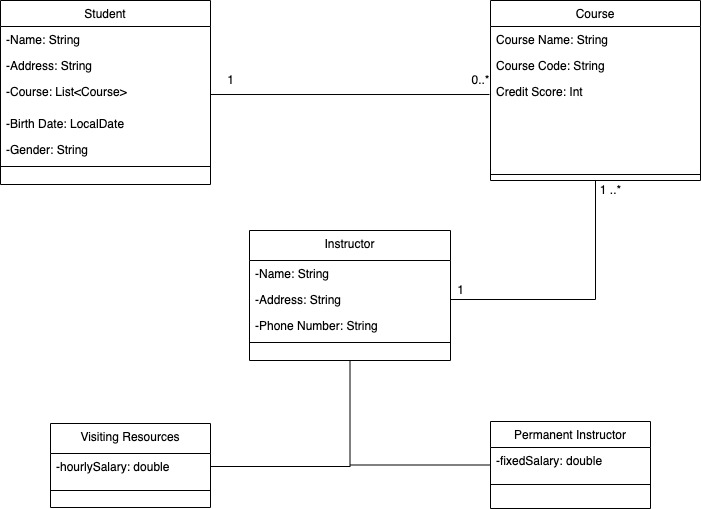 Student
-Name: String
-Address: String
-Course: List<Course>
-Birth Date: LocalDate
-Gender: String
1
0..*
Course
Course Name: String
Course Code: String
Credit Score: Int
1 ..*
Instructor
-Name: String
-Address: String
-Phone Number: String
1
Visiting Resources
-hourlySalary: double
Permanent Instructor
-fixedSalary: double